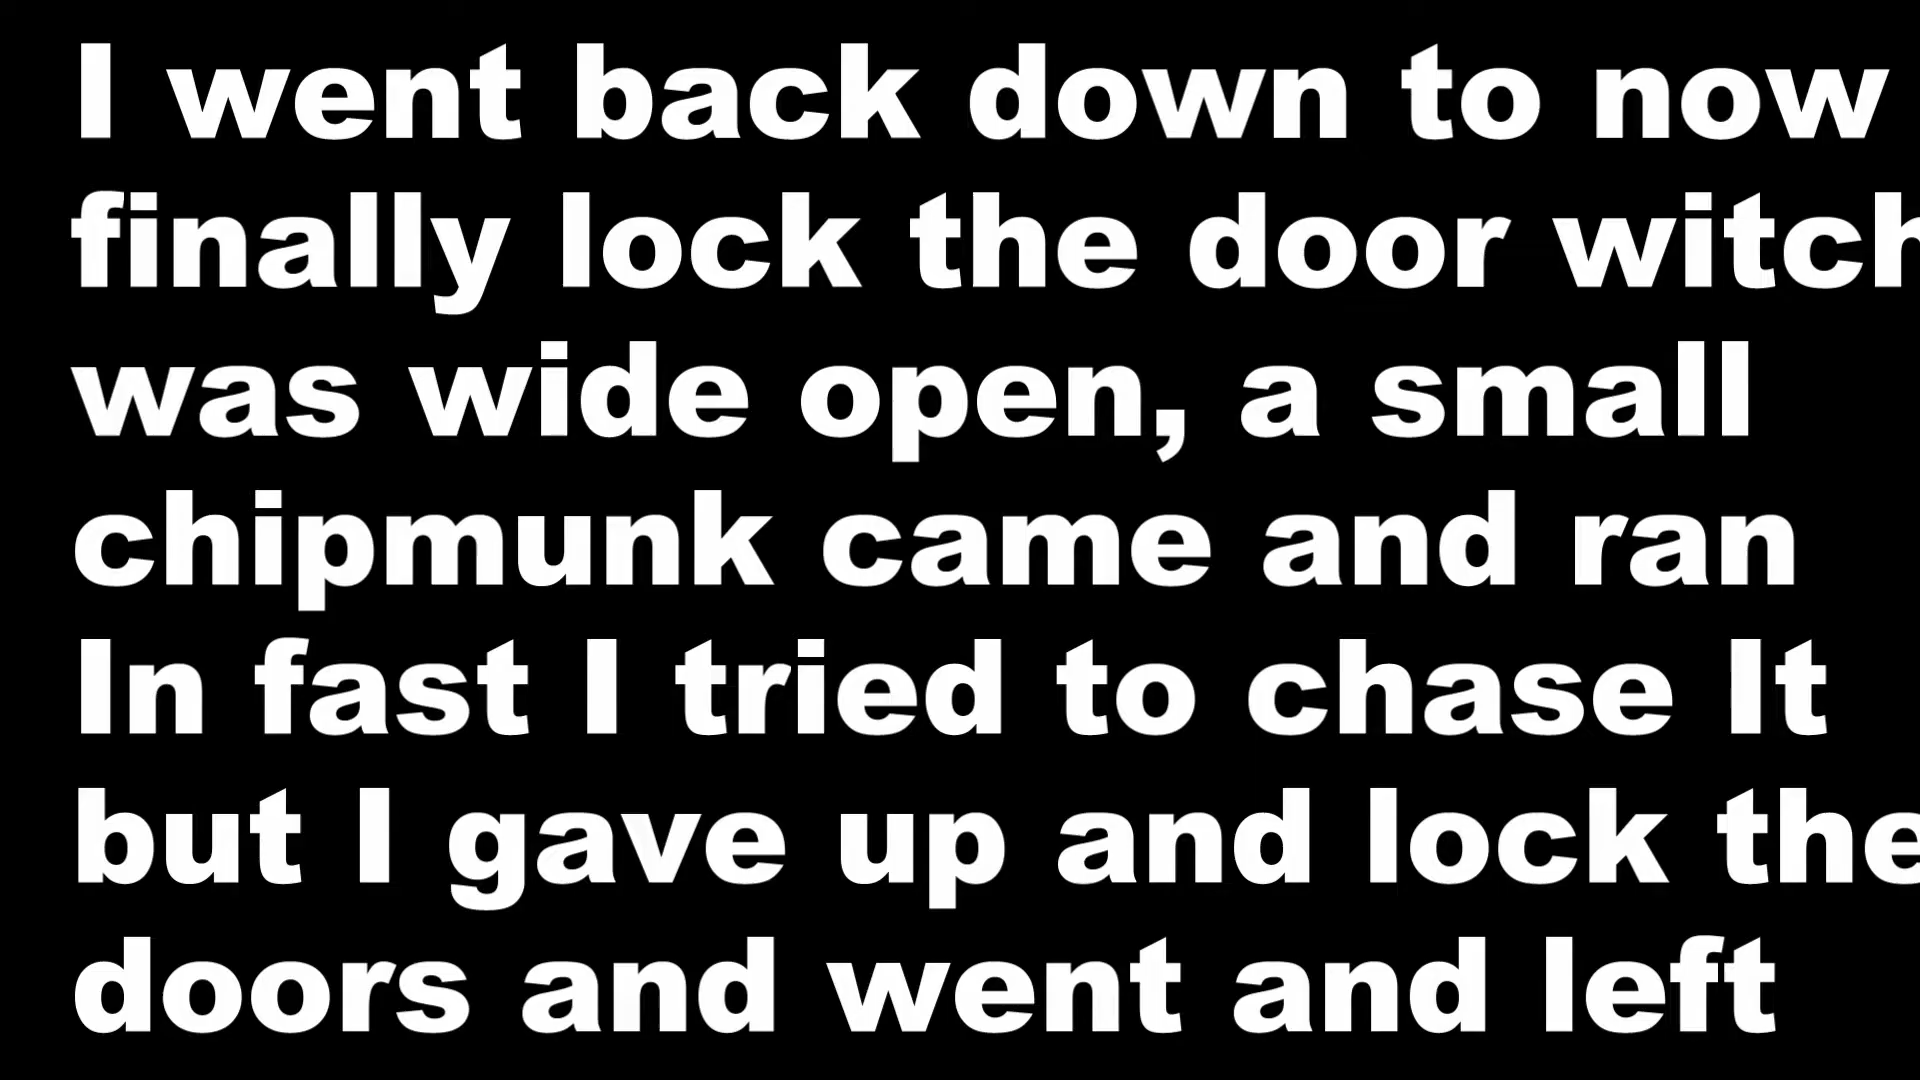 I went back down to now
finally lock the door witch
was wide open, a small
chipmunk came and ran
In fast I tried to chase It
but I gave up and lock the
doors and went and left